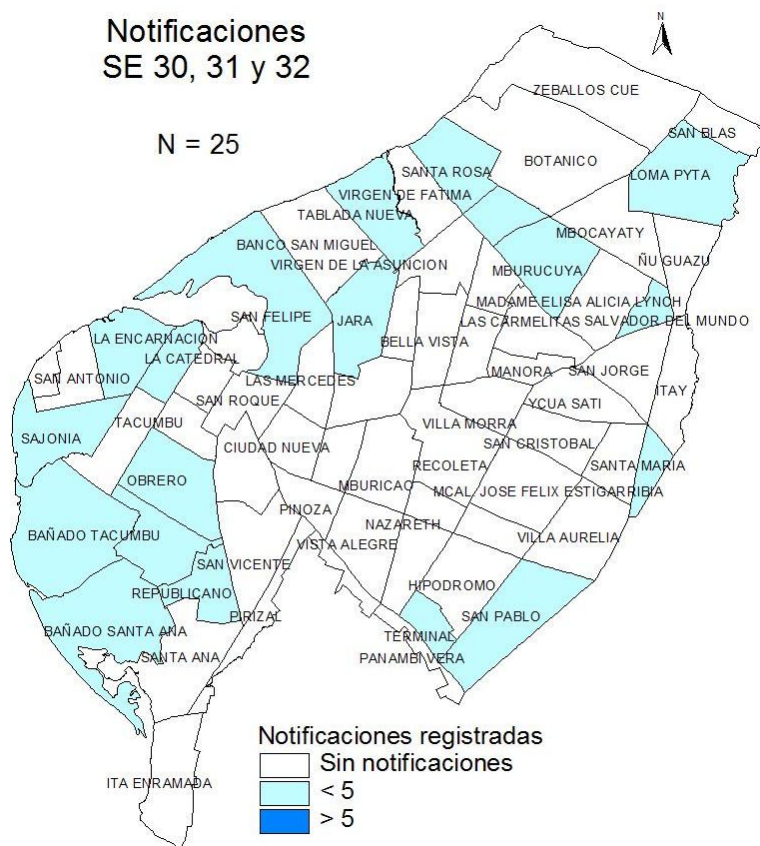 Notificaciones
SE 30, 31 y 32
N
N = 25
ZEBALLOS CUE
SAN BLAS
BOTANICO
SANTA ROSA
LOMA PYTA
VIRGEN DE FATIMA
TABLADA NUEVA
MBOCAYATY
BANCO SAN MIGUEL
ÑU GUAZU
VIRGEN DE LA ASUNCION
MBURUCUYA
MADAME ELISA ALICIA LYNCH
SAN FELIPE
JARA
LAS CARMELITAS
SALVADOR DEL MUNDO
LA ENCARNACION
BELLA VISTA
LA CATEDRAL
SAN ANTONIO
LAS MERCEDES
MANORA
SAN JORGE
ITAY
SAN ROQUE
YCUA SATI
TACUMBU
VILLA MORRA
SAJONIA
CIUDAD NUEVA
SAN CRISTOBAL
RECOLETA
SANTA MARIA
OBRERO
MBURICAO
MCAL. JOSE FELIX ESTIGARRIBIA
PINOZA
NAZARETH
BAÑADO TACUMBU
VISTA ALEGRE
VILLA AURELIA
SAN VICENTE
HIPODROMO
REPUBLICANO
PIRIZAL
SAN PABLO
BAÑADO SANTA ANA
TERMINAL
SANTA ANA
PANAMBI VERA
ITA ENRAMADA
Notificaciones registradas
Sin notificaciones
< 5
> 5